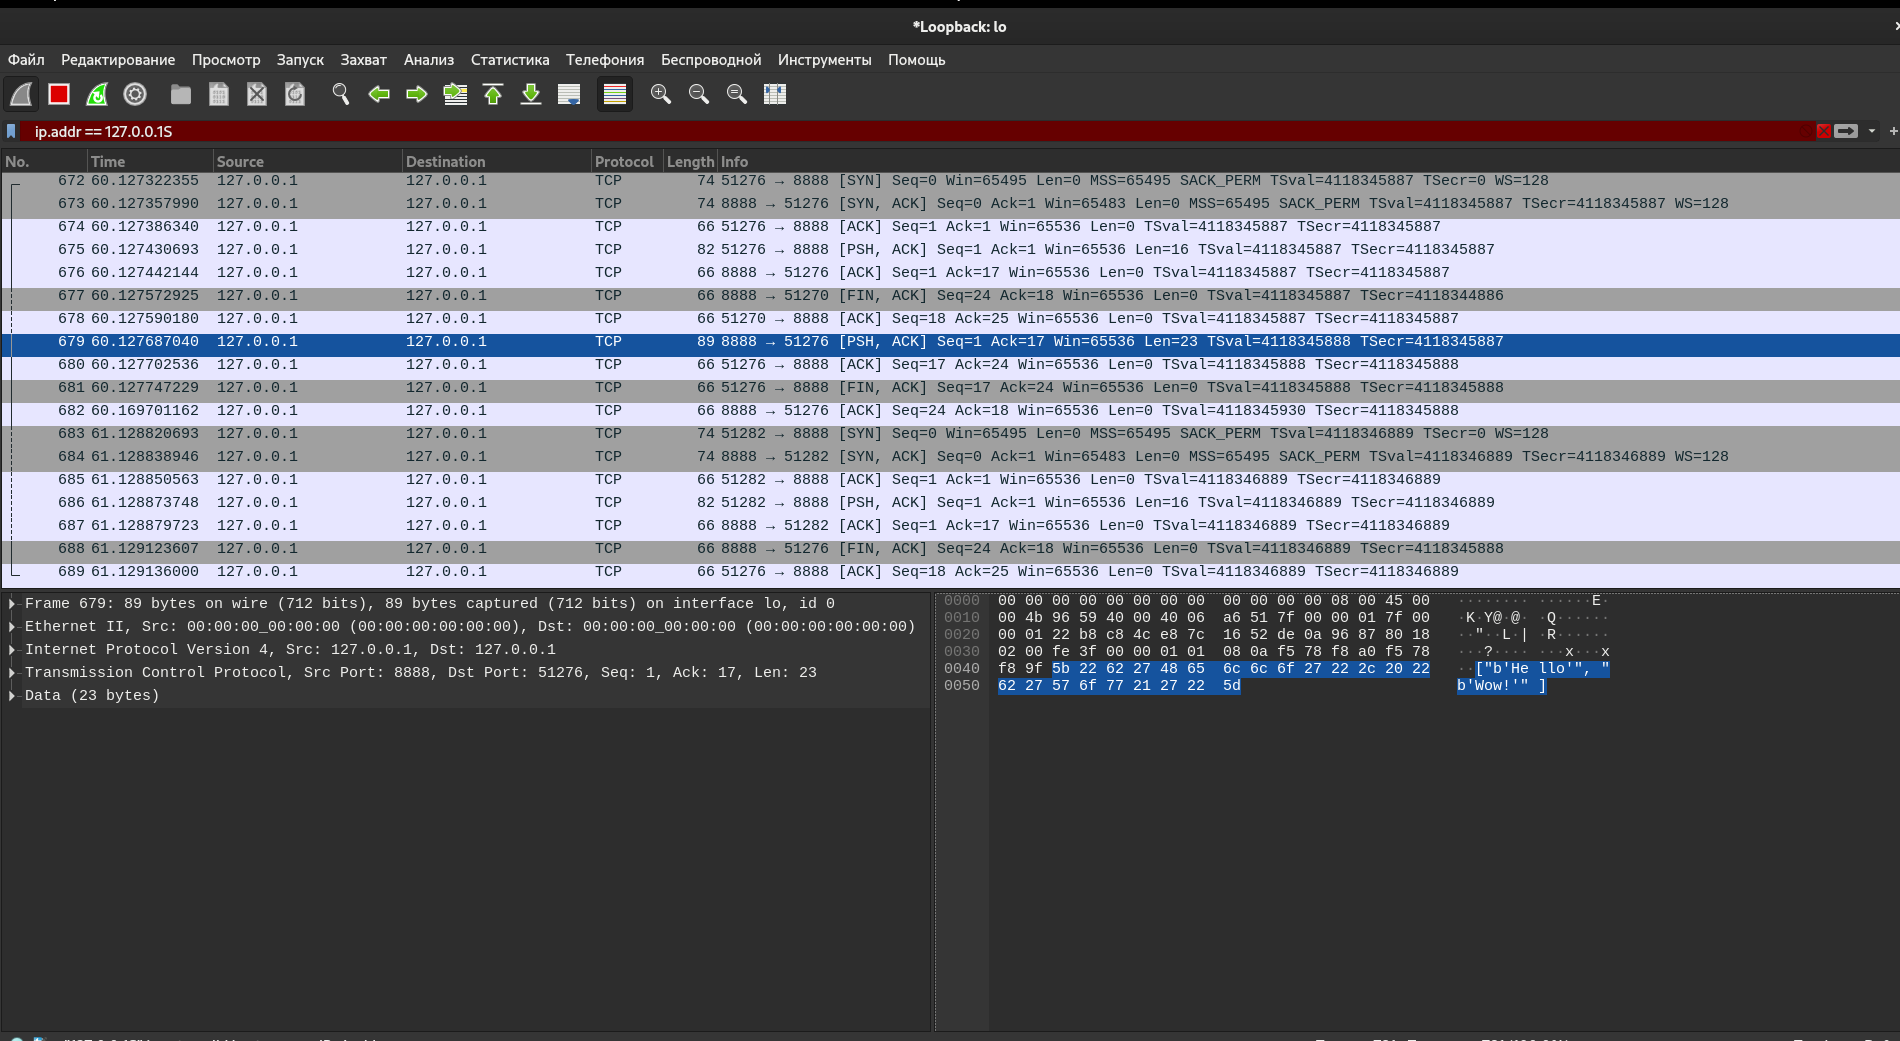 *Loopback: lo
Файл Редактирование Просмотр Запуск Захват Анализ Статистика Телефония Беспроводной Инструменты Помощь
ip.addr == 127.0.0.1S
No. Time Source Destination Protocol Length Info
672 60.127322355 127.0.0.1 127.0.0.1 TCP 74 51276 → 8888 [SYN] Seq=0 Win=65495 Len=0 MSS=65495 SACK_PERM TSval=4118345887 TSecr=0 WS=128
673 60.127357990 127.0.0.1 127.0.0.1 TCP 74 8888 → 51276 [SYN, ACK] Seq=0 Ack=1 Win=65483 Len=0 MSS=65495 SACK_PERM TSval=4118345887 TSecr=4118345887 WS=128
674 60.127386340 127.0.0.1 127.0.0.1 TCP 66 51276 → 8888 [ACK] Seq=1 Ack=1 Win=65536 Len=0 TSval=4118345887 TSecr=4118345887
675 60.127430693 127.0.0.1 127.0.0.1 TCP 82 51276 → 8888 [PSH, ACK] Seq=1 Ack=1 Win=65536 Len=16 TSval=4118345887 TSecr=4118345887
676 60.127442144 127.0.0.1 127.0.0.1 TCP 66 8888 → 51276 [ACK] Seq=1 Ack=17 Win=65536 Len=0 TSval=4118345887 TSecr=4118345887
677 60.127572925 127.0.0.1 127.0.0.1 TCP 66 8888 → 51270 [FIN, ACK] Seq=24 Ack=18 Win=65536 Len=0 TSval=4118345887 TSecr=4118344886
678 60.127590180 127.0.0.1 127.0.0.1 TCP 66 51270 → 8888 [ACK] Seq=18 Ack=25 Win=65536 Len=0 TSval=4118345887 TSecr=4118345887
679 60.127687040 127.0.0.1 127.0.0.1 TCP 89 8888 → 51276 [PSH, ACK] Seq=1 Ack=17 Win=65536 Len=23 TSval=4118345888 TSecr=4118345887
680 60.127702536 127.0.0.1 127.0.0.1 TCP 66 51276 → 8888 [ACK] Seq=17 Ack=24 Win=65536 Len=0 TSval=4118345888 TSecr=4118345888
681 60.127747229 127.0.0.1 127.0.0.1 TCP 66 51276 → 8888 [FIN, ACK] Seq=17 Ack=24 Win=65536 Len=0 TSval=4118345888 TSecr=4118345888
682 60.169701162 127.0.0.1 127.0.0.1 TCP 66 8888 → 51276 [ACK] Seq=24 Ack=18 Win=65536 Len=0 TSval=4118345930 TSecr=4118345888
683 61.128820693 127.0.0.1 127.0.0.1 TCP 74 51282 → 8888 [SYN] Seq=0 Win=65495 Len=0 MSS=65495 SACK_PERM TSval=4118346889 TSecr=0 WS=128
684 61.128838946 127.0.0.1 127.0.0.1 TCP 74 8888 → 51282 [SYN, ACK] Seq=0 Ack=1 Win=65483 Len=0 MSS=65495 SACK_PERM TSval=4118346889 TSecr=4118346889 WS=128
685 61.128850563 127.0.0.1 127.0.0.1 TCP 66 51282 → 8888 [ACK] Seq=1 Ack=1 Win=65536 Len=0 TSval=4118346889 TSecr=4118346889
686 61.128873748 127.0.0.1 127.0.0.1 TCP 82 51282 → 8888 [PSH, ACK] Seq=1 Ack=1 Win=65536 Len=16 TSval=4118346889 TSecr=4118346889
687 61.128879723 127.0.0.1 127.0.0.1 TCP 66 8888 → 51282 [ACK] Seq=1 Ack=17 Win=65536 Len=0 TSval=4118346889 TSecr=4118346889
688 61.129123607 127.0.0.1 127.0.0.1 TCP 66 8888 → 51276 [FIN, ACK] Seq=24 Ack=18 Win=65536 Len=0 TSval=4118346889 TSecr=4118345888
689 61.129136000 127.0.0.1 127.0.0.1 TCP 66 51276 → 8888 [ACK] Seq=18 Ack=25 Win=65536 Len=0 TSval=4118346889 TSecr=4118346889
Frame 679: 89 bytes on wire (712 bits), 89 bytes captured (712 bits) on interface lo, id 0
Ethernet II, Src: 00:00:00_00:00:00 (00:00:00:00:00:00), Dst: 00:00:00_00:00:00 (00:00:00:00:00:00)
Internet Protocol Version 4, Src: 127.0.0.1, Dst: 127.0.0.1
Transmission Control Protocol, Src Port: 8888, Dst Port: 51276, Seq: 1, Ack: 17, Len: 23
Data (23 bytes)
0000 00 00 00 00 00 00 00 00 00 00 00 00 08 00 45 00 ········ ······E·
0010 00 4b 96 59 40 00 40 06 a6 51 7f 00 00 01 7f 00 ·K·Y@·@· ·Q······
0020 00 01 22 b8 c8 4c e8 7c 16 52 de 0a 96 87 80 18 ··"··L·| ·R······
0030 02 00 fe 3f 00 00 01 01 08 0a f5 78 f8 a0 f5 78 ···?···· ···x···x
0040 f8 9f 5b 22 62 27 48 65 6c 6c 6f 27 22 2c 20 22 ··["b'He llo'", "
0050 62 27 57 6f 77 21 27 22 5d b'Wow!'" ]